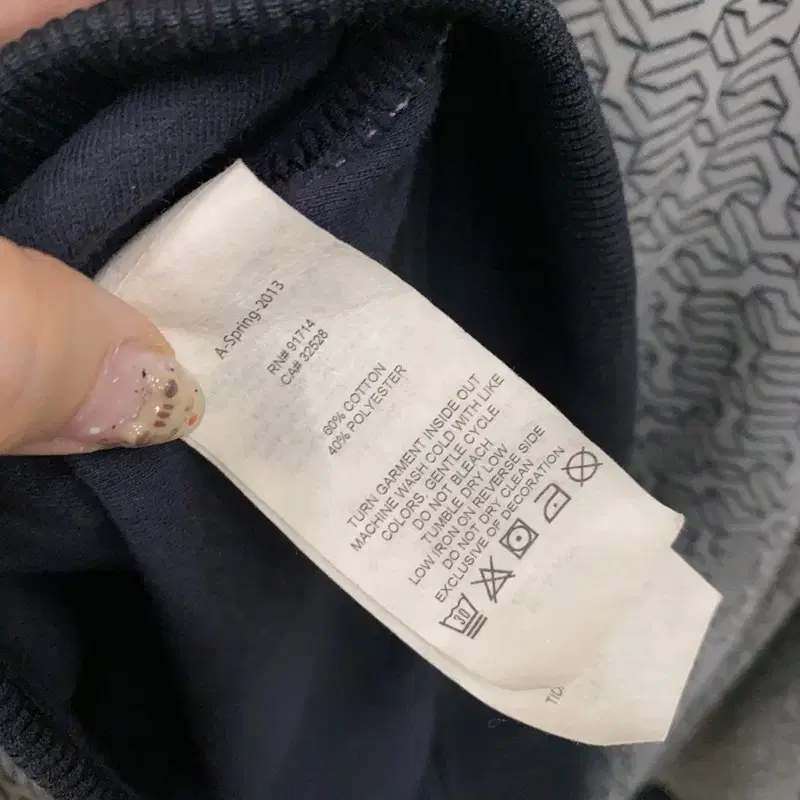 A-Spring-2013
RN# 91714
CA# 32528
60% COTTON
40% POLYESTER
TURN GARMENT INSIDE OUT
MACHINE WASH COLD WITH LIKE
COLORS, GENTLE CYCLE
DO NOT BLEACH
TUMBLE DRY LOW
LOW IRON ON REVERSE SIDE
DO NOT DRY CLEAN
EXCLUSIVE OF DECORATION
30